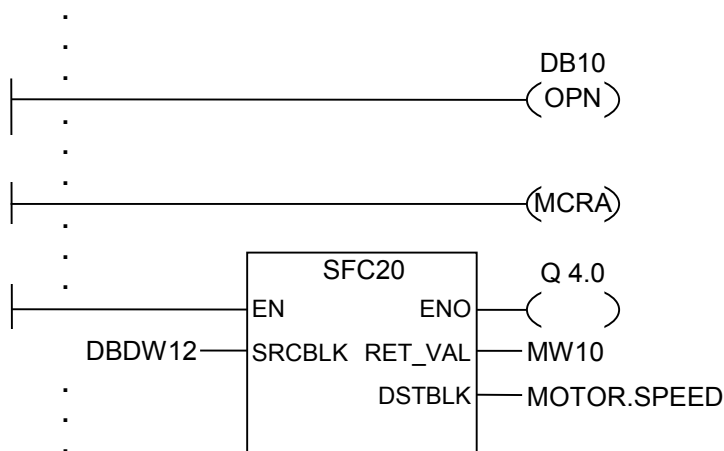 DB10
OPN
MCRA
SFC20
Q 4.0
EN ENO
DBDW12 SRCBLK RET_VAL MW10
DSTBLK MOTOR.SPEED